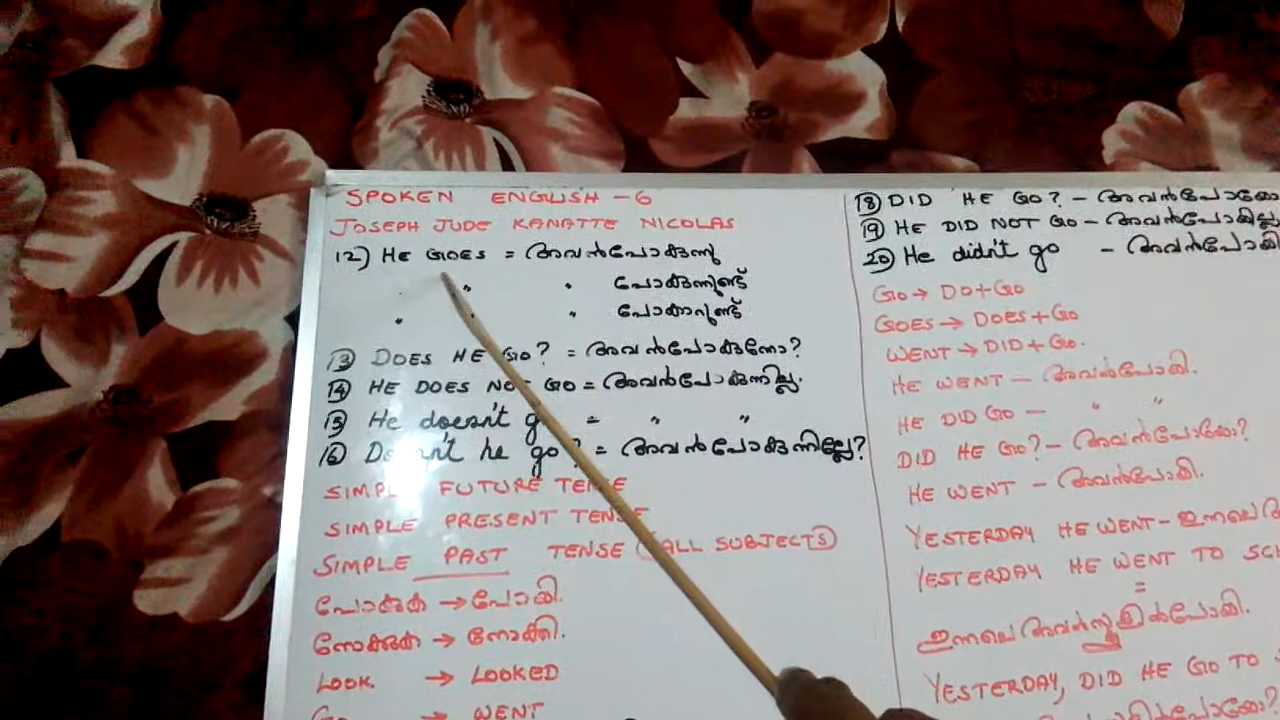 SPOKEN ENGLISH - 6
JOSEPH JUDE KANATTE NICOLAS
12) HE GOES = അവൻപോകുന്നു
" " പോകുന്നുണ്ട്
" " " പോകാറുണ്ട്
13 DOES HE GO? = അവൻപോകുന്നോ?
14 HE DOES NOT GO = അവൻപോകുന്നില്ല.
15 He doesn't go = " "
16 Doesn't he go? = അവൻപോകുന്നില്ലേ?
SIMPLE FUTURE TENSE
SIMPLE PRESENT TENSE
SIMPLE PAST TENSE (ALL SUBJECTS)
പോകുക → പോയി.
നോക്കുക → നോക്കി.
LOOK. → LOOKED
→ WENT
18 DID HE GO? - അവൻപോയോ
19 HE DID NOT GO - അവൻപോയില്ല
20 He didn't go - അവൻപോയി
GO → DO+GO
GOES → DOES+GO
WENT → DID+GO.
HE WENT - അവൻപോയി.
HE DID GO - " "
DID HE GO? - അവൻപോയോ?
HE WENT - അവൻപോയി.
YESTERDAY HE WENT - ഇന്നലെ
YESTERDAY HE WENT TO SCH
=
ഇന്നലെ അവൻസ്കൂളിൽപോയി.
YESTERDAY, DID HE GO TO